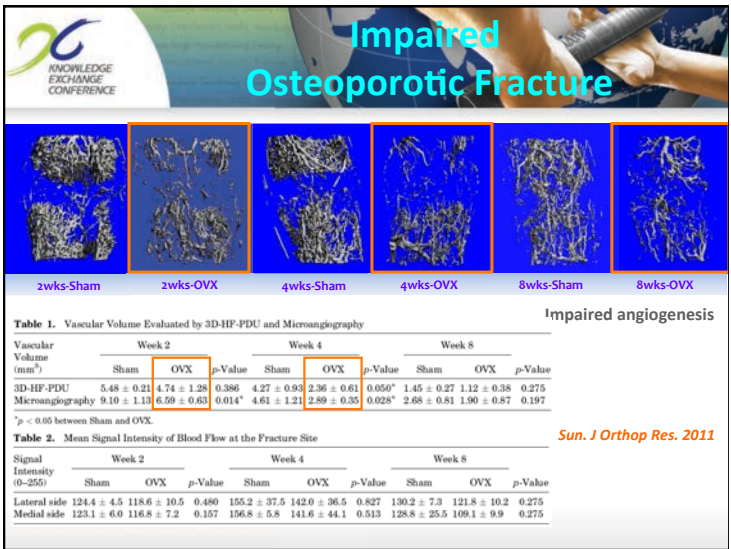 KNOWLEDGE
EXCHANGE
CONFERENCE
Impaired
Osteoporotic Fracture
2wks-Sham 2wks-OVX 4wks-Sham 4wks-OVX 8wks-Sham 8wks-OVX
Impaired angiogenesis
Table 1. Vascular Volume Evaluated by 3D-HF-PDU and Microangiography
Vascular Week 2 Week 4 Week 8
Volume
(mm³) Sham OVX p-Value Sham OVX p-Value Sham OVX p-Value
3D-HF-PDU 5.48 ± 0.21 4.74 ± 1.28 0.386 4.27 ± 0.93 2.36 ± 0.61 0.050* 1.45 ± 0.27 1.12 ± 0.38 0.275
Microangiography 9.10 ± 1.13 6.59 ± 0.63 0.014* 4.61 ± 1.21 2.89 ± 0.35 0.028* 2.68 ± 0.81 1.90 ± 0.87 0.197
*p < 0.05 between Sham and OVX.
Table 2. Mean Signal Intensity of Blood Flow at the Fracture Site
Sun. J Orthop Res. 2011
Signal Week 2 Week 4 Week 8
Intensity
(0–255) Sham OVX p-Value Sham OVX p-Value Sham OVX p-Value
Lateral side 124.4 ± 4.5 118.6 ± 10.5 0.480 155.2 ± 37.5 142.0 ± 36.5 0.827 130.2 ± 7.3 121.8 ± 10.2 0.275
Medial side 123.1 ± 6.0 116.8 ± 7.2 0.157 156.8 ± 5.8 141.6 ± 44.1 0.513 128.8 ± 25.5 109.1 ± 9.9 0.275